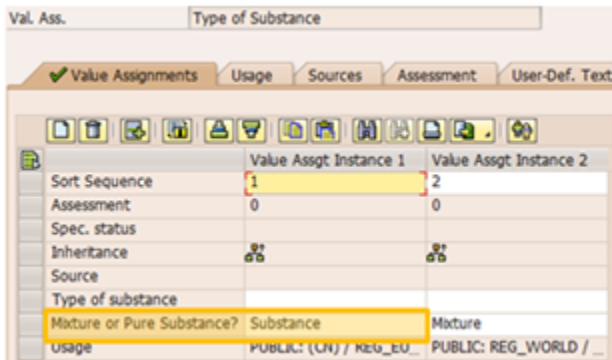 Val. Ass. Type of Substance
Value Assignments Usage Sources Assessment User-Def. Text
Value Assgt Instance 1 Value Assgt Instance 2
Sort Sequence 1 2
Assessment 0 0
Spec. status
Inheritance
Source
Type of substance
Mixture or Pure Substance? Substance Mixture
Usage PUBLIC: (CN) / REG_EU_ PUBLIC: REG_WORLD / _